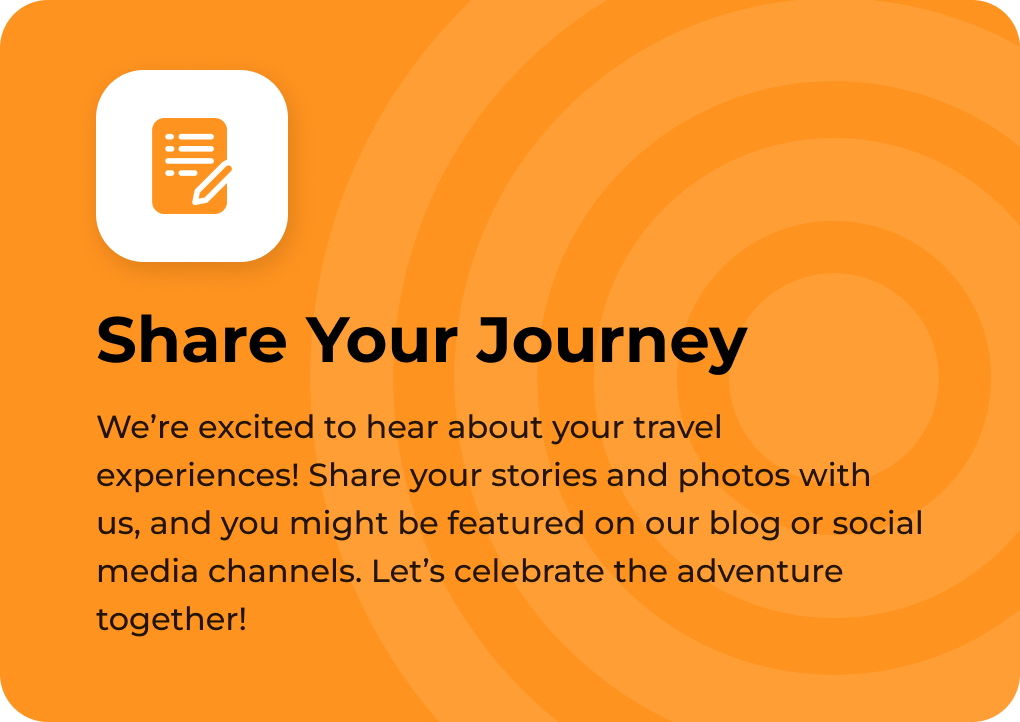 Share Your Journey
We’re excited to hear about your travel
experiences! Share your stories and photos with
us, and you might be featured on our blog or social
media channels. Let’s celebrate the adventure
together!